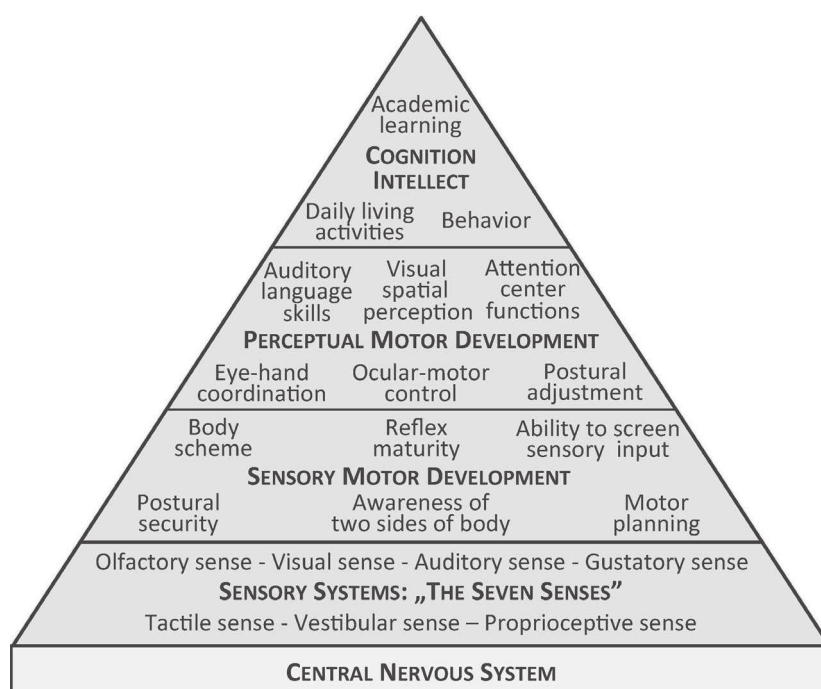 Academic
learning
COGNITION
INTELLECT
Daily living
activities
Behavior
Auditory
language
skills
Visual
spatial
perception
Attention
center
functions
PERCEPTUAL MOTOR DEVELOPMENT
Eye-hand
coordination
Ocular-motor
control
Postural
adjustment
Body
scheme
Reflex
maturity
Ability to screen
sensory input
SENSORY MOTOR DEVELOPMENT
Postural
security
Awareness of
two sides of body
Motor
planning
Olfactory sense - Visual sense - Auditory sense - Gustatory sense
SENSORY SYSTEMS: „THE SEVEN SENSES”
Tactile sense - Vestibular sense – Proprioceptive sense
CENTRAL NERVOUS SYSTEM